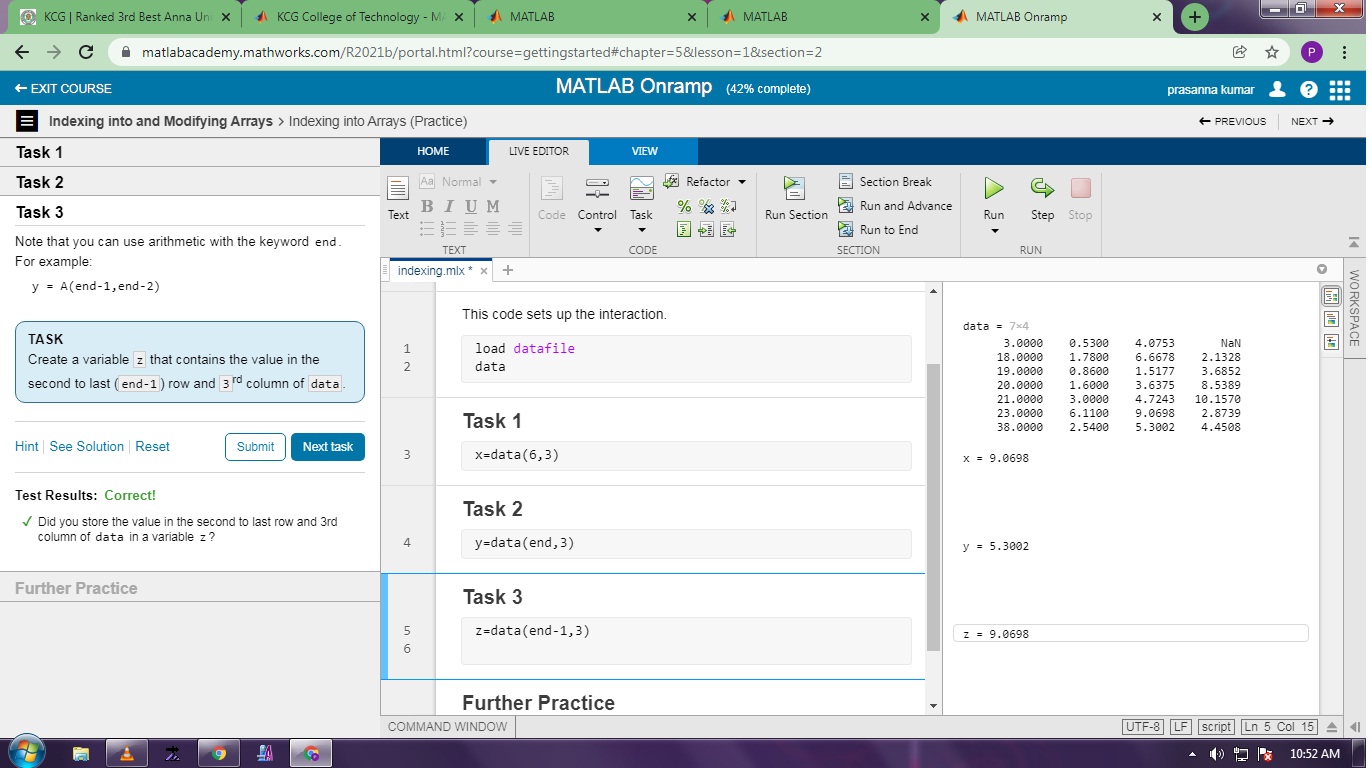 KCG | Ranked 3rd Best Anna Uni
KCG College of Technology - MA
MATLAB
MATLAB
MATLAB Onramp
matlabacademy.mathworks.com/R2021b/portal.html?course=gettingstarted#chapter=5&lesson=1&section=2
P
EXIT COURSE
MATLAB Onramp (42% complete)
prasanna kumar
Indexing into and Modifying Arrays > Indexing into Arrays (Practice)
PREVIOUS
NEXT
Task 1
Task 2
Task 3
Note that you can use arithmetic with the keyword end.
For example:
y = A(end-1,end-2)
TASK
Create a variable z that contains the value in the
second to last (end-1) row and 3rd column of data.
Hint
See Solution
Reset
Submit
Next task
Test Results: Correct!
✓ Did you store the value in the second to last row and 3rd
column of data in a variable z?
Further Practice
HOME
LIVE EDITOR
VIEW
Text
Aa Normal
B I U M
TEXT
Code
Control
Task
Refactor
CODE
Run Section
Section Break
Run and Advance
Run to End
SECTION
Run
Step
Stop
RUN
indexing.mlx *
This code sets up the interaction.
1 load datafile
2 data
Task 1
3 x=data(6,3)
Task 2
4 y=data(end,3)
Task 3
5 z=data(end-1,3)
6
Further Practice
data = 7×4
3.0000 0.5300 4.0753 NaN
18.0000 1.7800 6.6678 2.1328
19.0000 0.8600 1.5177 3.6852
20.0000 1.6000 3.6375 8.5389
21.0000 3.0000 4.7243 10.1570
23.0000 6.1100 9.0698 2.8739
38.0000 2.5400 5.3002 4.4508
x = 9.0698
y = 5.3002
z = 9.0698
WORKSPACE
COMMAND WINDOW
UTF-8
LF
script
Ln 5 Col 15
10:52 AM